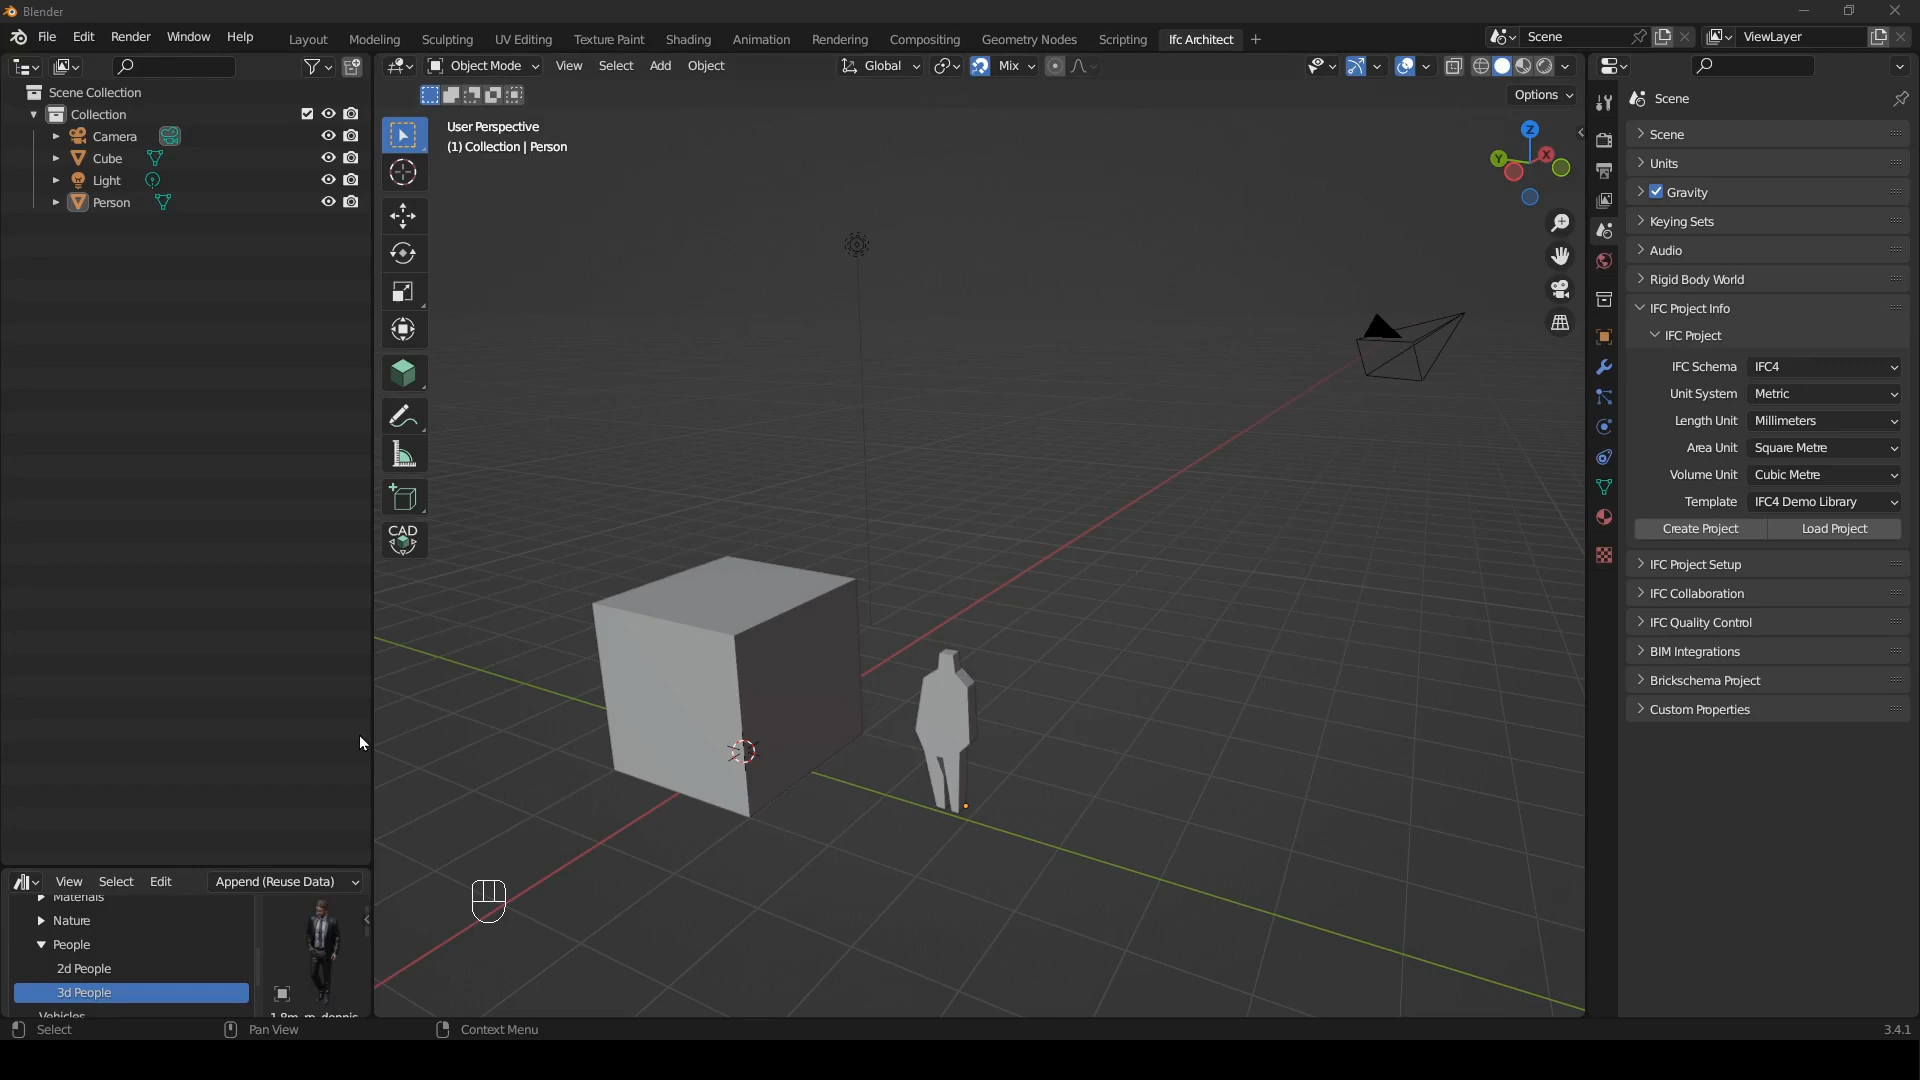 Blender
File Edit Render Window Help
Layout Modeling Sculpting UV Editing Texture Paint Shading Animation Rendering Compositing Geometry Nodes Scripting Ifc Architect
Scene
ViewLayer
Object Mode View Select Add Object
Global
Mix
Options
Scene Collection
Collection
Camera
Cube
Light
Person
User Perspective
(1) Collection | Person
CAD
Z
Y
X
Scene
Scene
Units
Gravity
Keying Sets
Audio
Rigid Body World
IFC Project Info
IFC Project
IFC Schema IFC4
Unit System Metric
Length Unit Millimeters
Area Unit Square Metre
Volume Unit Cubic Metre
Template IFC4 Demo Library
Create Project Load Project
IFC Project Setup
IFC Collaboration
IFC Quality Control
BIM Integrations
Brickschema Project
Custom Properties
View Select Edit Append (Reuse Data)
Materials
Nature
People
2d People
3d People
Vehicles
Select Pan View Context Menu 3.4.1